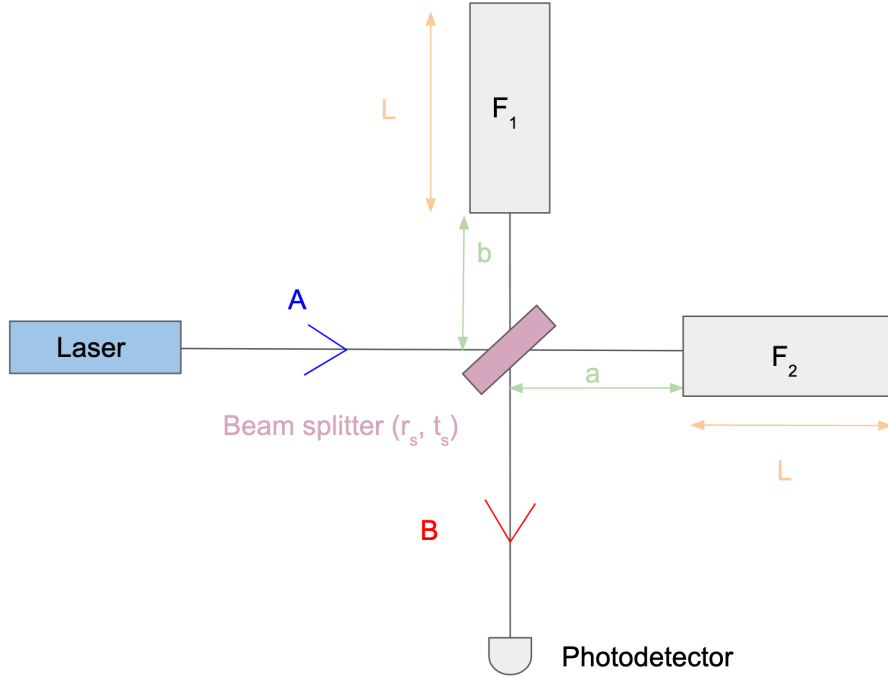 L
F₁
b
A
Laser
F₂
a
Beam splitter (rₛ, tₛ)
L
B
Photodetector